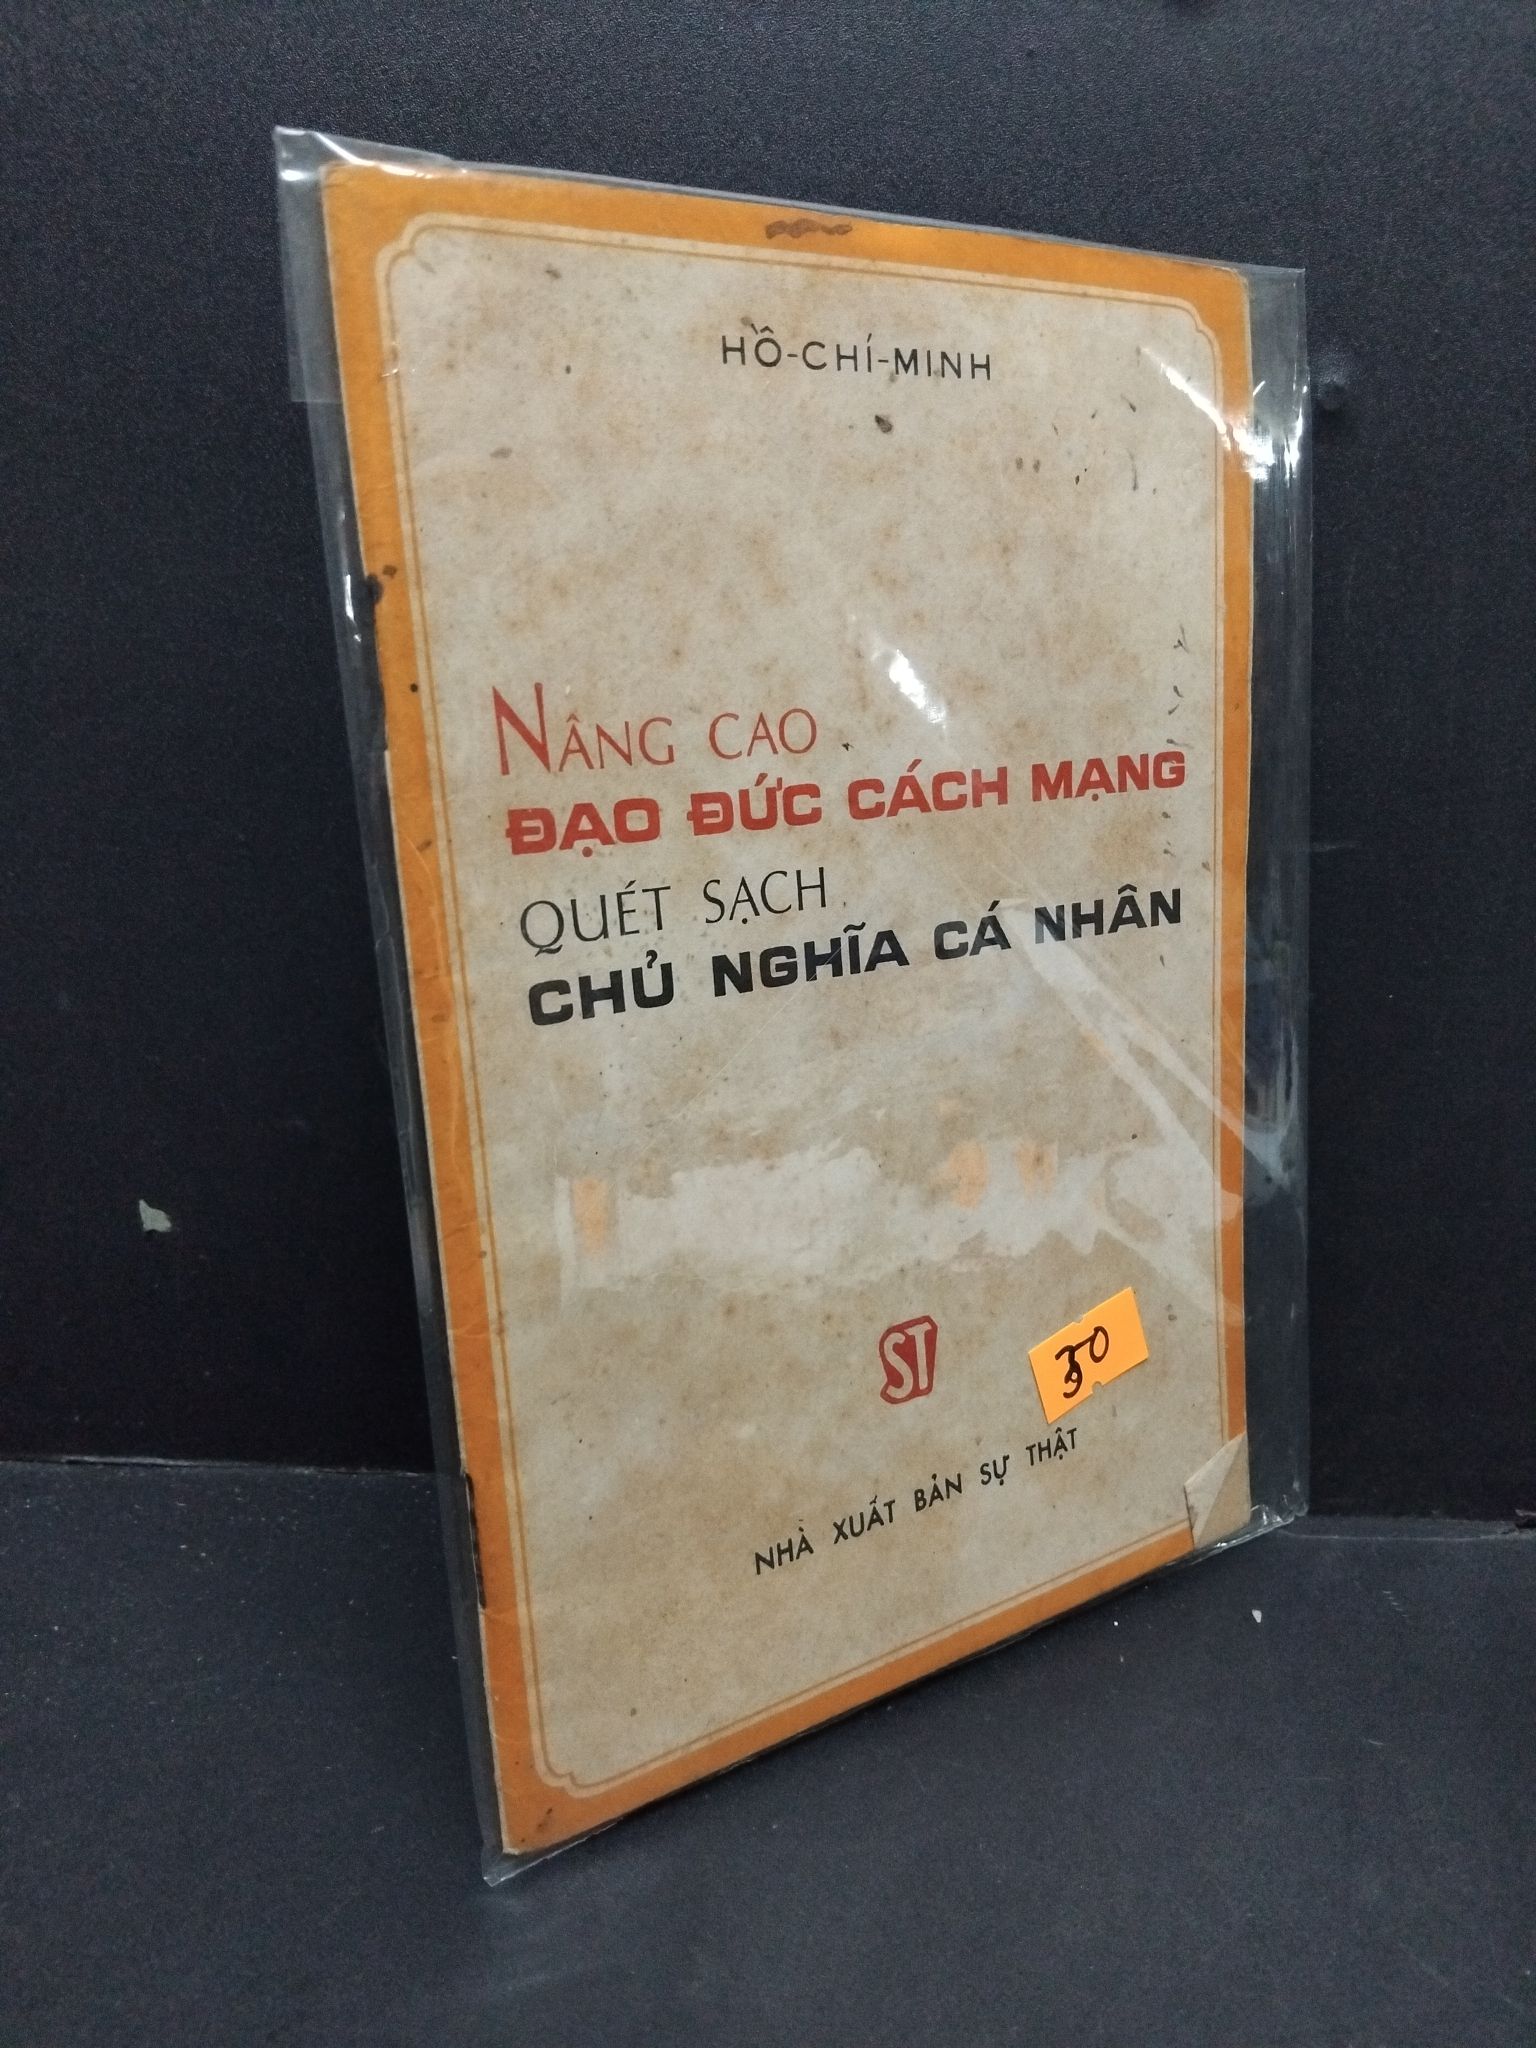 HỒ-CHÍ-MINH
NÂNG CAO
ĐẠO ĐỨC CÁCH MẠNG
QUÉT SẠCH
CHỦ NGHĨA CÁ NHÂN
ST
NHÀ XUẤT BẢN SỰ THẬT